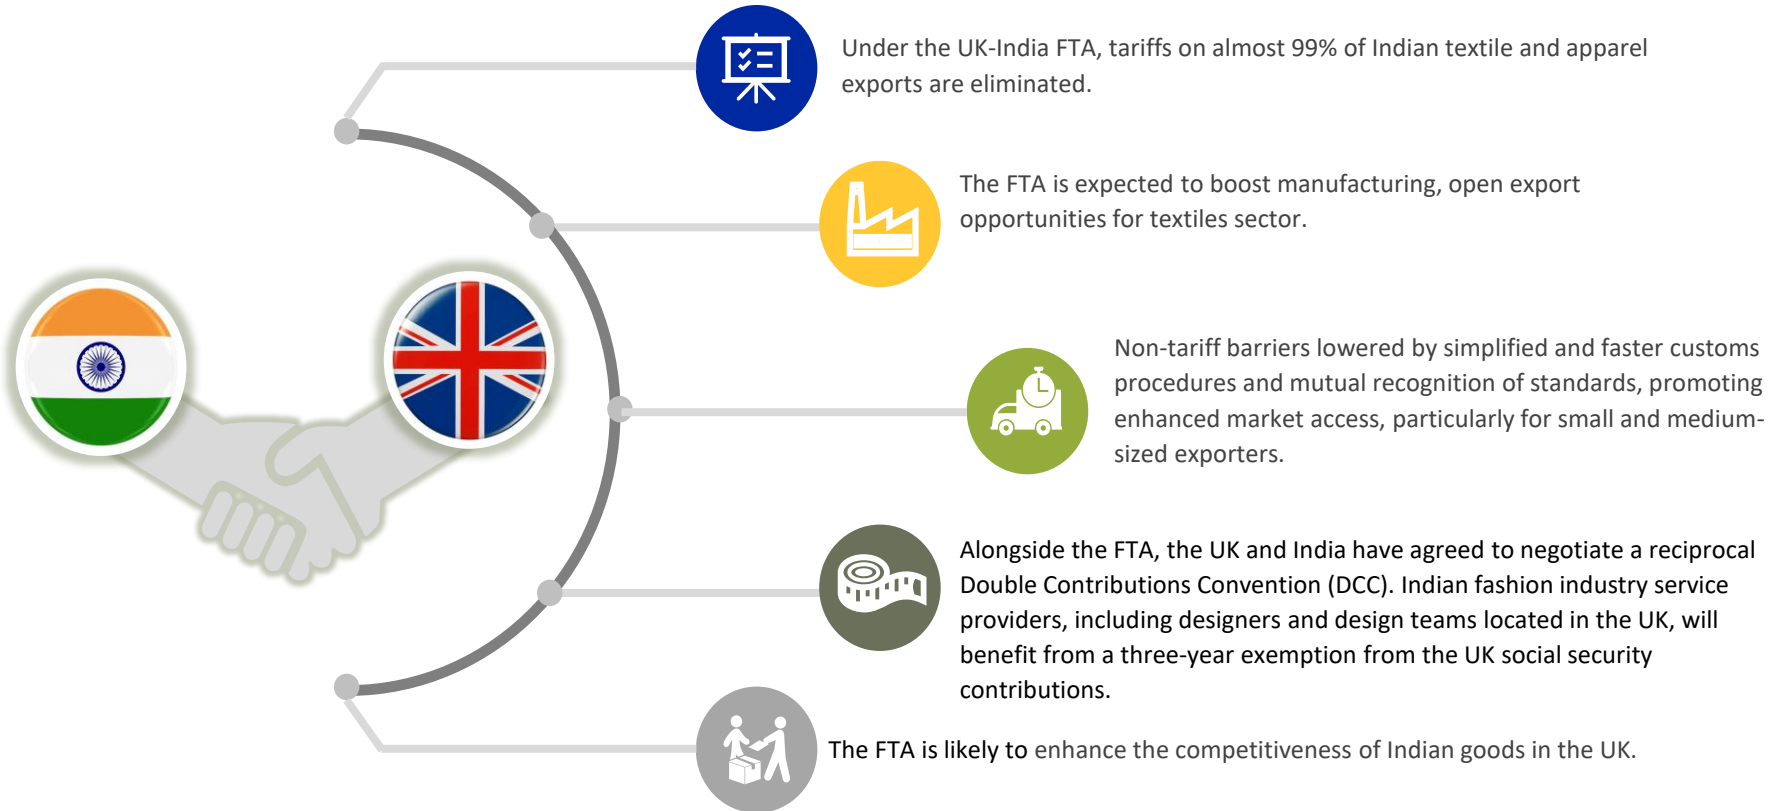 Under the UK-India FTA, tariffs on almost 99% of Indian textile and apparel
exports are eliminated.
The FTA is expected to boost manufacturing, open export
opportunities for textiles sector.
Non-tariff barriers lowered by simplified and faster customs
procedures and mutual recognition of standards, promoting
enhanced market access, particularly for small and medium-
sized exporters.
Alongside the FTA, the UK and India have agreed to negotiate a reciprocal
Double Contributions Convention (DCC). Indian fashion industry service
providers, including designers and design teams located in the UK, will
benefit from a three-year exemption from the UK social security
contributions.
The FTA is likely to enhance the competitiveness of Indian goods in the UK.